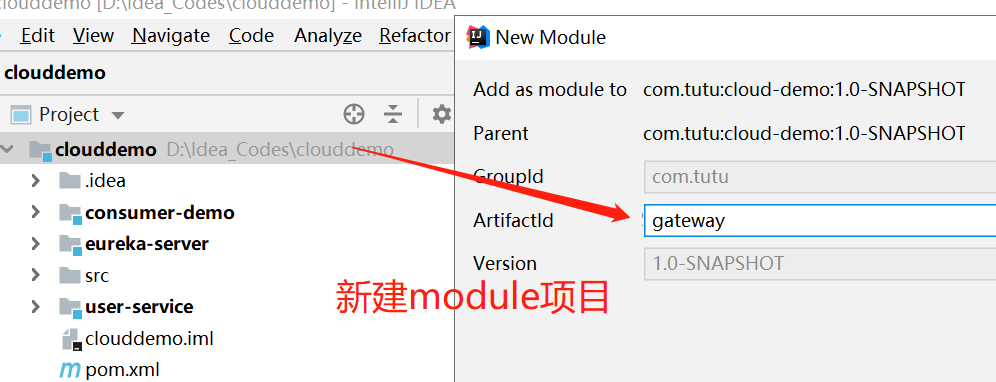 clouddemo [D:\Idea_Codes\clouddemo] - IntelliJ IDEA
Edit View Navigate Code Analyze Refactor
clouddemo
Project
clouddemo D:\Idea_Codes\clouddemo
.idea
consumer-demo
eureka-server
src
user-service
clouddemo.iml
pom.xml
New Module
Add as module to com.tutu:cloud-demo:1.0-SNAPSHOT
Parent com.tutu:cloud-demo:1.0-SNAPSHOT
GroupId com.tutu
ArtifactId gateway
Version 1.0-SNAPSHOT
新建module项目